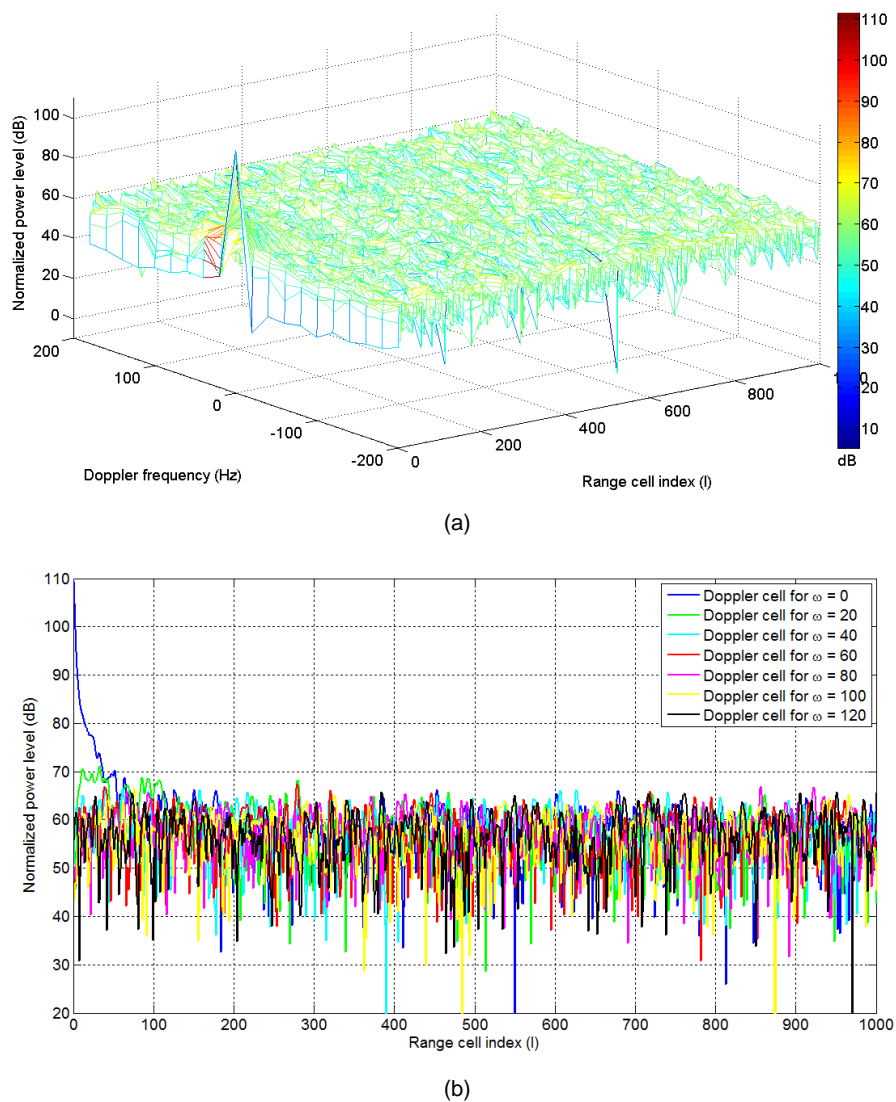 Normalized power level (dB)
100
80
60
40
20
0
200
100
0
-100
-200
Doppler frequency (Hz)
0
200
400
600
800
Range cell index (l)
110
100
90
80
70
60
50
40
30
20
10
dB
(a)
Normalized power level (dB)
110
100
90
80
70
60
50
40
30
20
Doppler cell for ω = 0
Doppler cell for ω = 20
Doppler cell for ω = 40
Doppler cell for ω = 60
Doppler cell for ω = 80
Doppler cell for ω = 100
Doppler cell for ω = 120
0 100 200 300 400 500 600 700 800 900 1000
Range cell index (l)
(b)